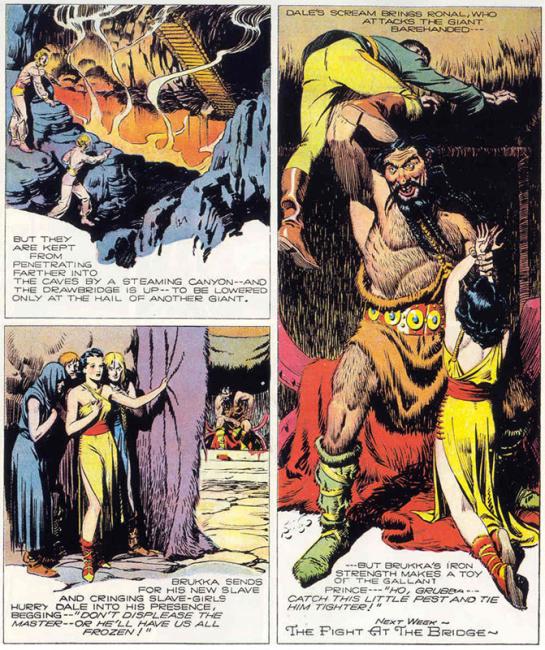 BUT THEY
ARE KEPT
FROM
PENETRATING
FARTHER INTO
THE CAVES BY A STEAMING CANYON--AND
THE DRAWBRIDGE IS UP--TO BE LOWERED
ONLY AT THE HAIL OF ANOTHER GIANT.
BRUKKA SENDS
FOR HIS NEW SLAVE
AND CRINGING SLAVE-GIRLS
HURRY DALE INTO HIS PRESENCE,
BEGGING--"DON'T DISPLEASE THE
MASTER--OR HE'LL HAVE US ALL
FROZEN!"
DALE'S SCREAM BRINGS RONAL, WHO
ATTACKS THE GIANT
BAREHANDED---
---BUT BRUKKA'S IRON
STRENGTH MAKES A TOY
OF THE GALLANT
PRINCE---"HO, GRUBBA---
CATCH THIS LITTLE PEST AND TIE
HIM TIGHTER!"
NEXT WEEK~
THE FIGHT AT THE BRIDGE~